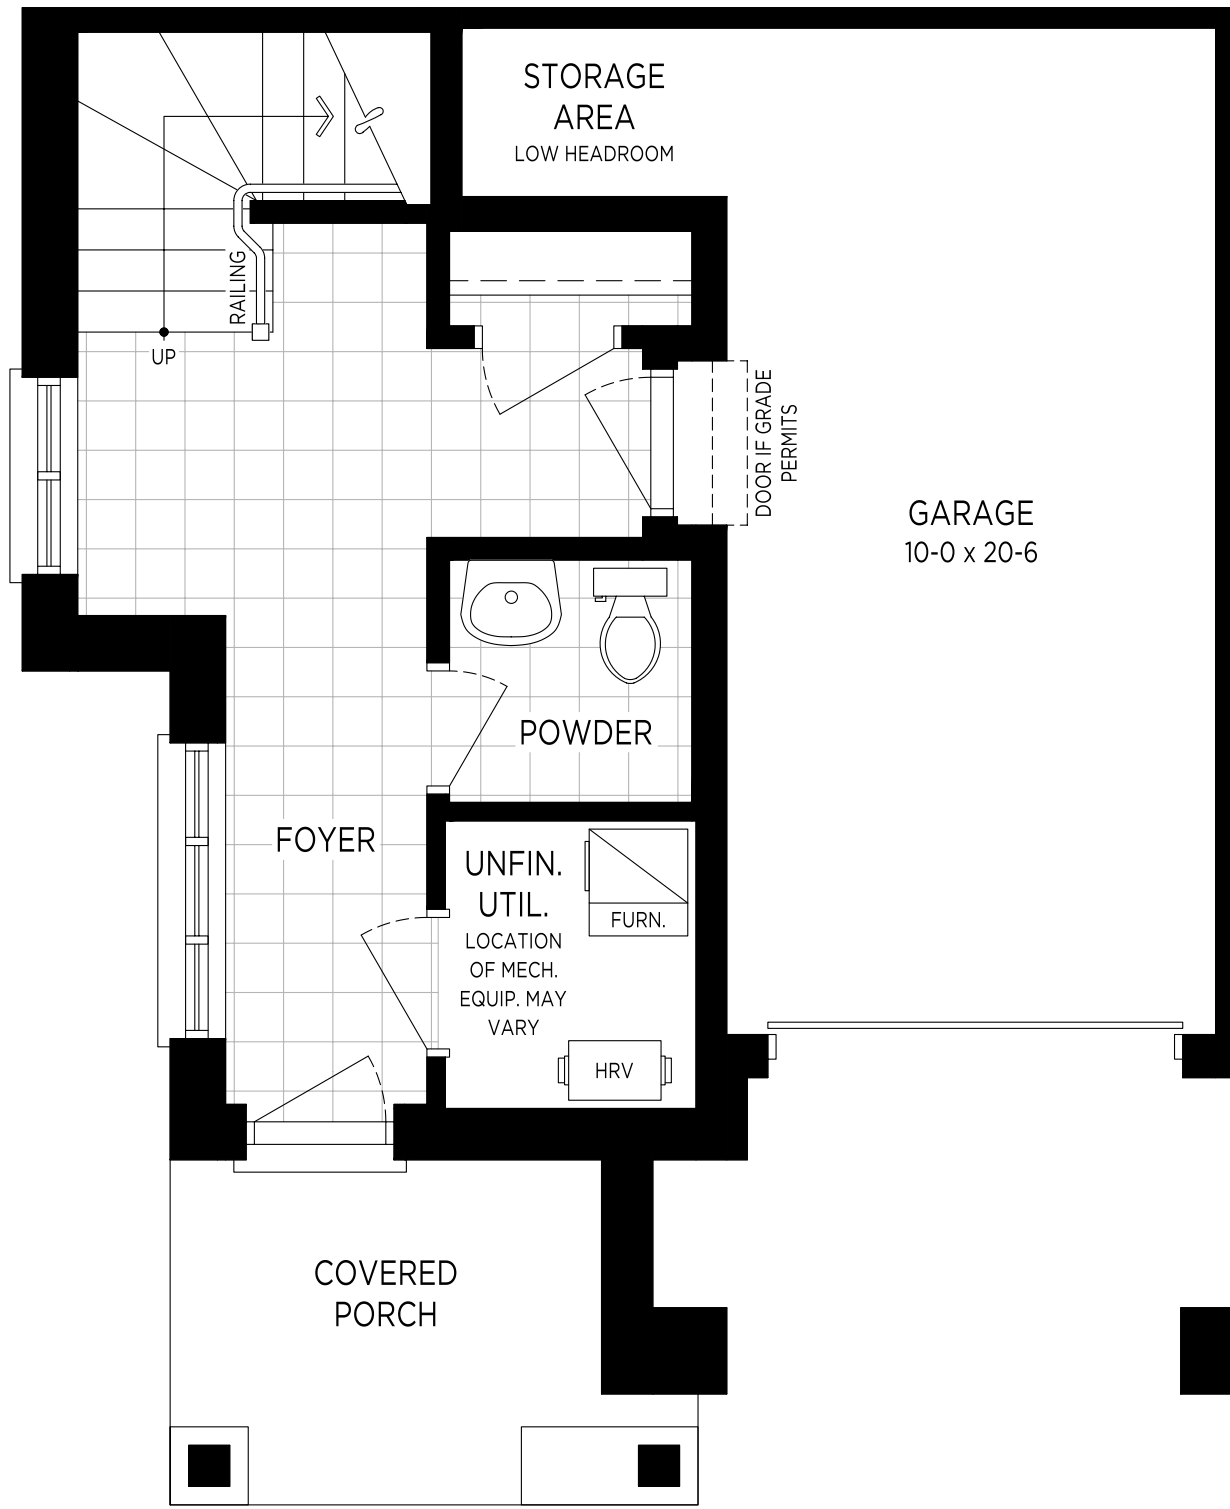 STORAGE
AREA
LOW HEADROOM
RAILING
UP
DOOR IF GRADE
PERMITS
GARAGE
10-0 x 20-6
POWDER
FOYER
UNFIN.
UTIL.
LOCATION
OF MECH.
EQUIP. MAY
VARY
FURN.
HRV
COVERED
PORCH